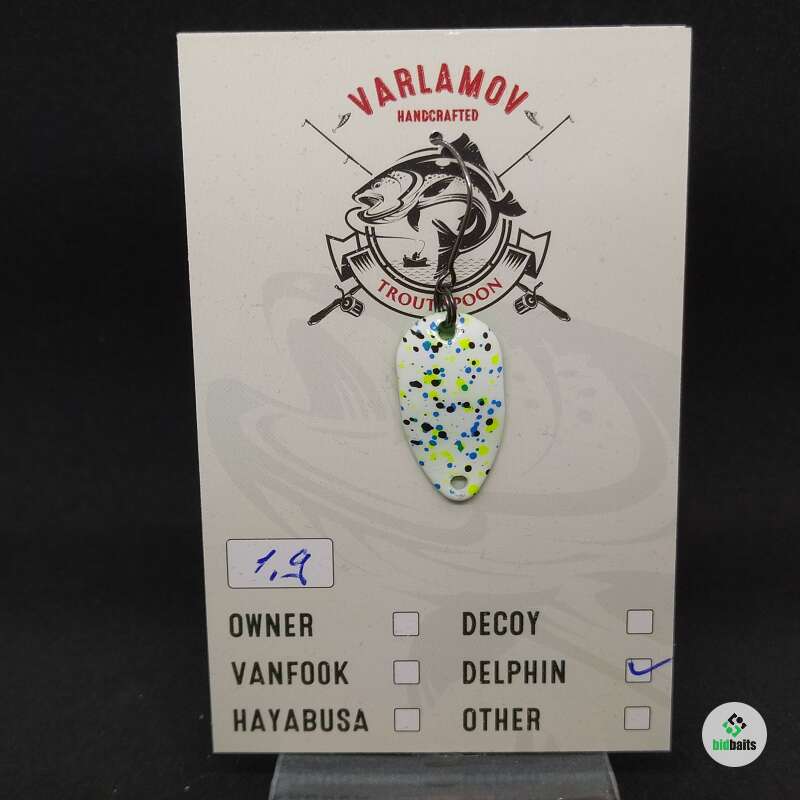 VARLAMOV
HANDCRAFTED
TROUT SPOON
1,9
OWNER
DECOY
VANFOOK
DELPHIN
HAYABUSA
OTHER
bidbaits